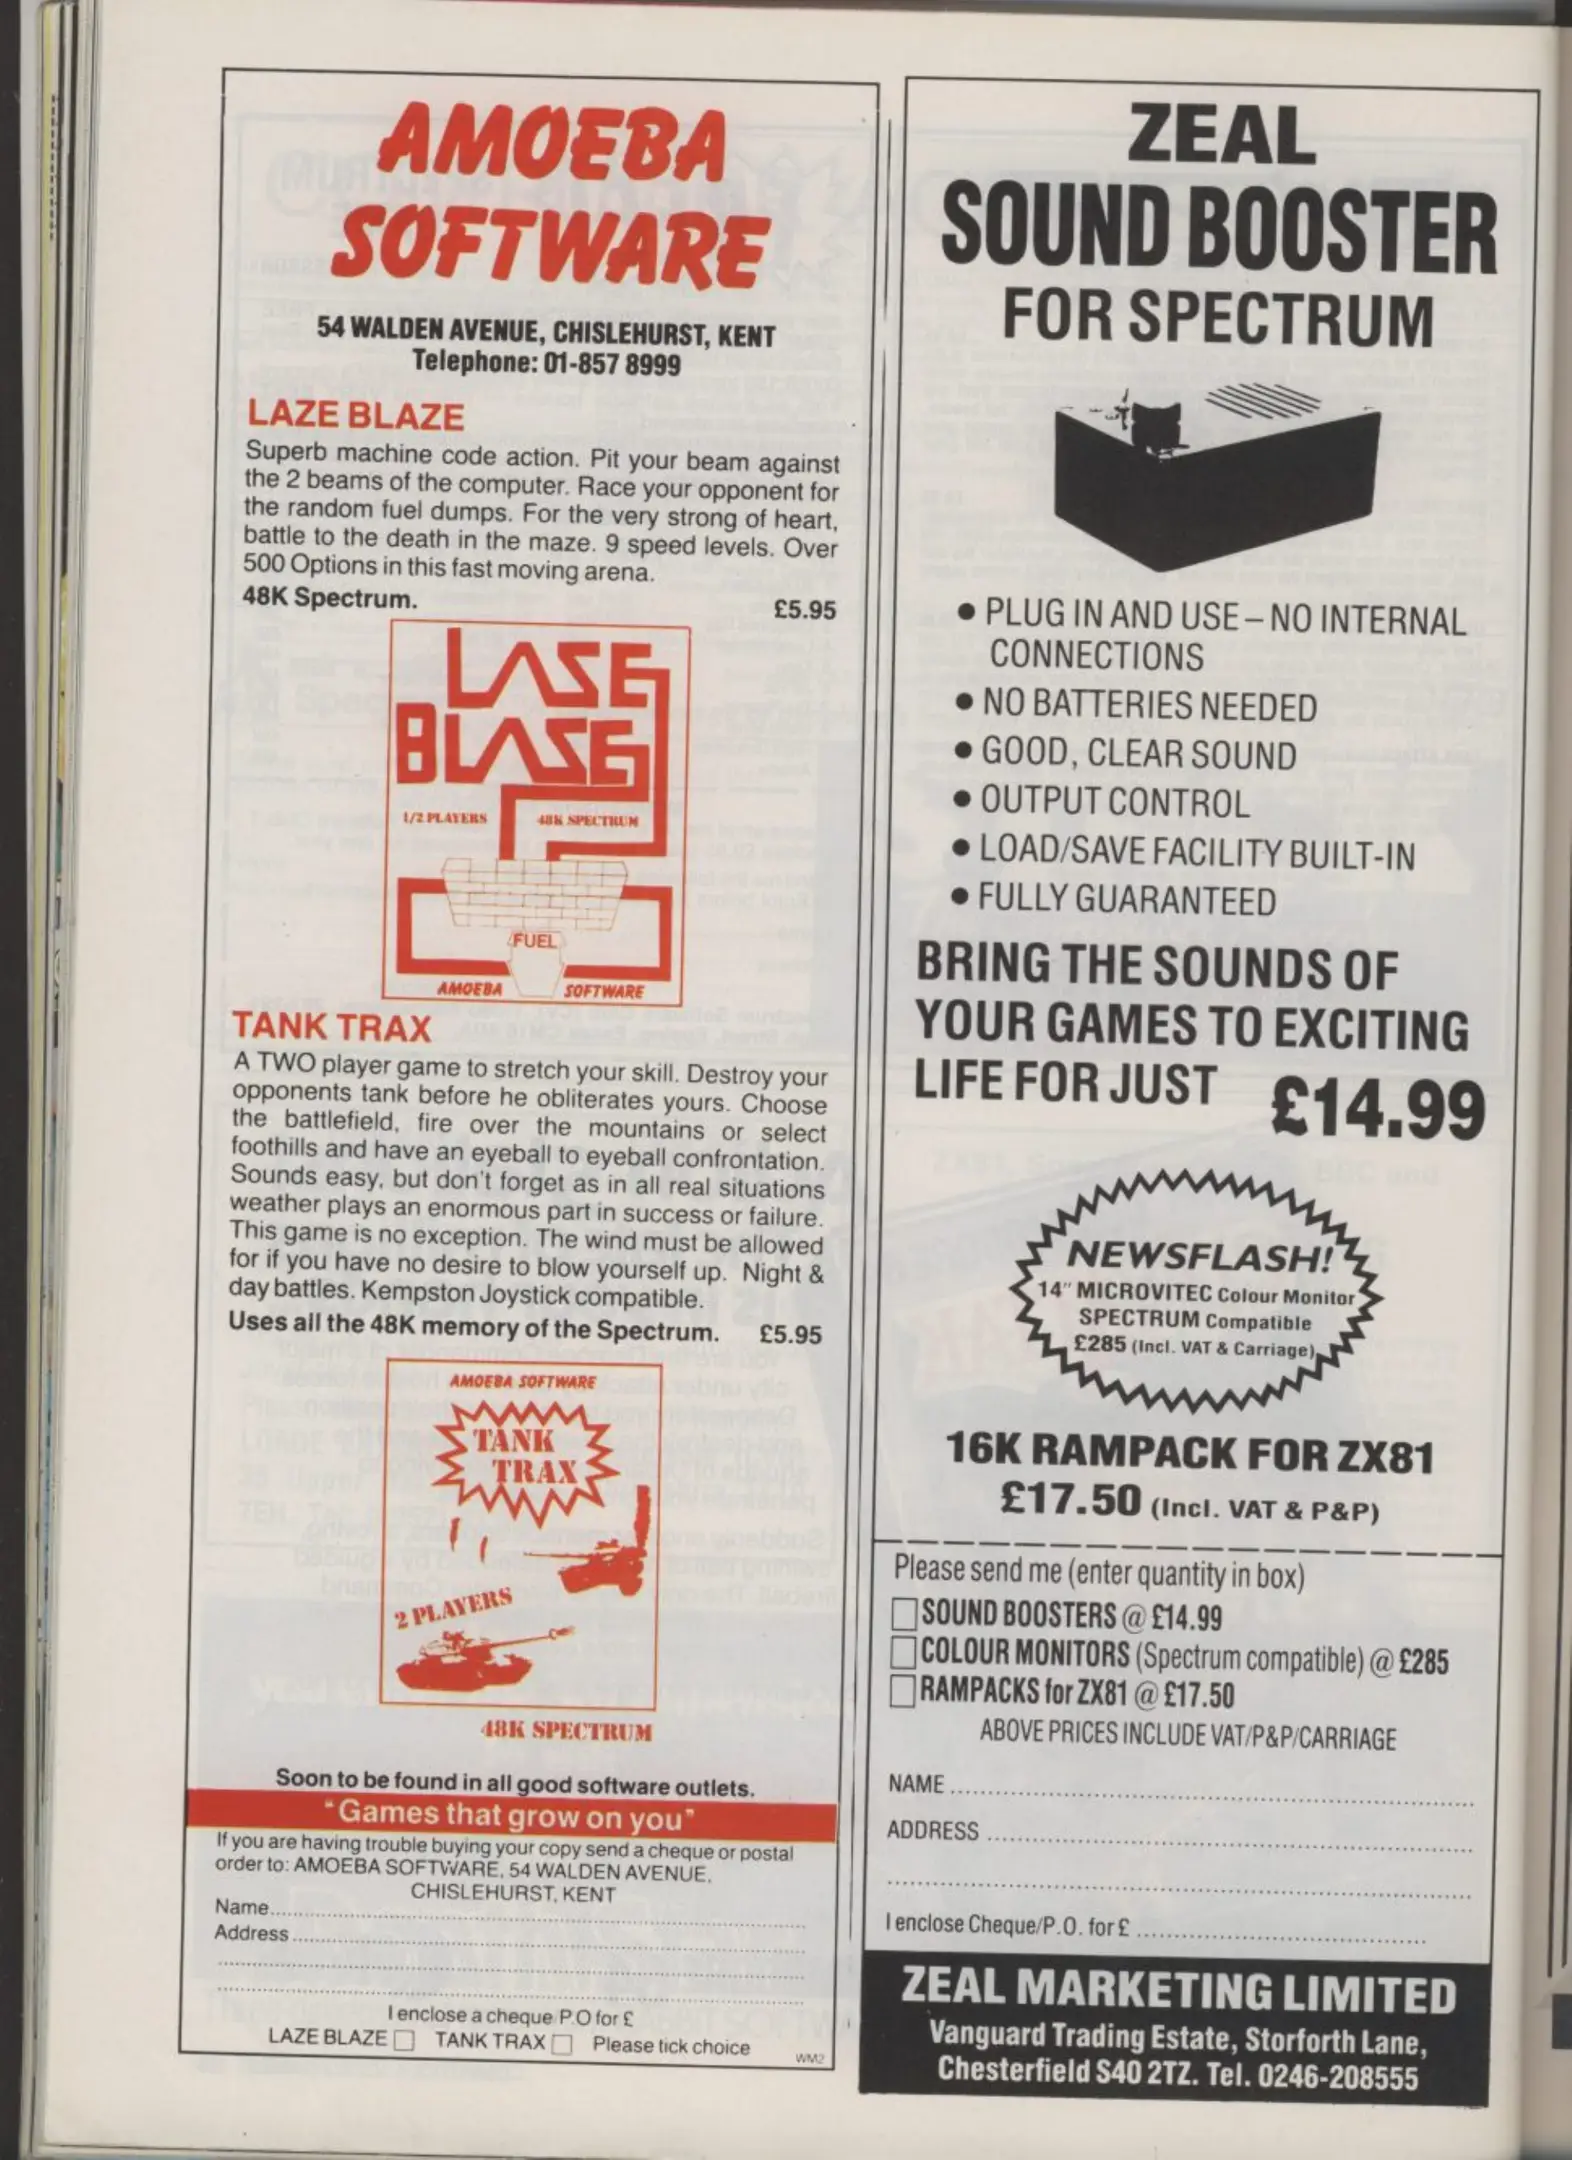 AMOEBA
SOFTWARE
54 WALDEN AVENUE, CHISLEHURST, KENT
Telephone: 01-857 8999
LAZE BLAZE
Superb machine code action. Pit your beam against
the 2 beams of the computer. Race your opponent for
the random fuel dumps. For the very strong of heart,
battle to the death in the maze. 9 speed levels. Over
500 Options in this fast moving arena.
48K Spectrum. £5.95
LAZE
BLAZE
1/2 PLAYERS 48K SPECTRUM
FUEL
AMOEBA SOFTWARE
TANK TRAX
A TWO player game to stretch your skill. Destroy your
opponents tank before he obliterates yours. Choose
the battlefield, fire over the mountains or select
foothills and have an eyeball to eyeball confrontation.
Sounds easy, but don't forget as in all real situations
weather plays an enormous part in success or failure.
This game is no exception. The wind must be allowed
for if you have no desire to blow yourself up. Night &
day battles. Kempston Joystick compatible.
Uses all the 48K memory of the Spectrum. £5.95
AMOEBA SOFTWARE
TANK
TRAX
2 PLAYERS
48K SPECTRUM
Soon to be found in all good software outlets.
"Games that grow on you"
If you are having trouble buying your copy send a cheque or postal
order to: AMOEBA SOFTWARE, 54 WALDEN AVENUE,
CHISLEHURST, KENT
Name
Address
I enclose a cheque/P.O for £
LAZE BLAZE □ TANK TRAX □ Please tick choice
WM2
ZEAL
SOUND BOOSTER
FOR SPECTRUM
● PLUG IN AND USE – NO INTERNAL
CONNECTIONS
● NO BATTERIES NEEDED
● GOOD, CLEAR SOUND
● OUTPUT CONTROL
● LOAD/SAVE FACILITY BUILT-IN
● FULLY GUARANTEED
BRING THE SOUNDS OF
YOUR GAMES TO EXCITING
LIFE FOR JUST £14.99
NEWSFLASH!
14" MICROVITEC Colour Monitor
SPECTRUM Compatible
£285 (Incl. VAT & Carriage)
16K RAMPACK FOR ZX81
£17.50 (Incl. VAT & P&P)
Please send me (enter quantity in box)
□ SOUND BOOSTERS @ £14.99
□ COLOUR MONITORS (Spectrum compatible) @ £285
□ RAMPACKS for ZX81 @ £17.50
ABOVE PRICES INCLUDE VAT/P&P/CARRIAGE
NAME
ADDRESS
I enclose Cheque/P.O. for £
ZEAL MARKETING LIMITED
Vanguard Trading Estate, Storforth Lane,
Chesterfield S40 2TZ. Tel. 0246-208555